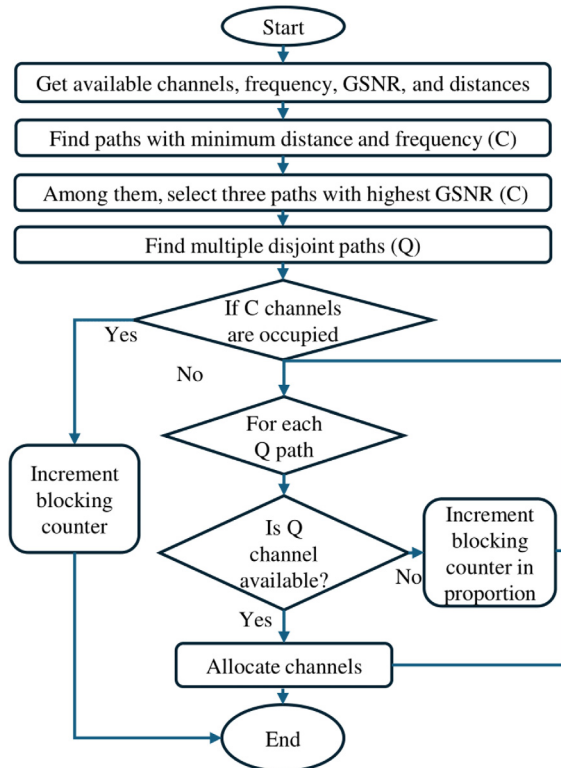 Start
Get available channels, frequency, GSNR, and distances
Find paths with minimum distance and frequency (C)
Among them, select three paths with highest GSNR (C)
Find multiple disjoint paths (Q)
If C channels
are occupied
Yes
No
For each
Q path
Increment
blocking
counter
Is Q
channel
available?
No
Increment
blocking
counter in
proportion
Yes
Allocate channels
End